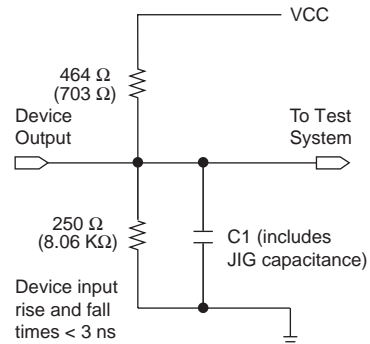 VCC
464 Ω
(703 Ω)
Device
Output
To Test
System
250 Ω
(8.06 KΩ)
C1 (includes
JIG capacitance)
Device input
rise and fall
times < 3 ns